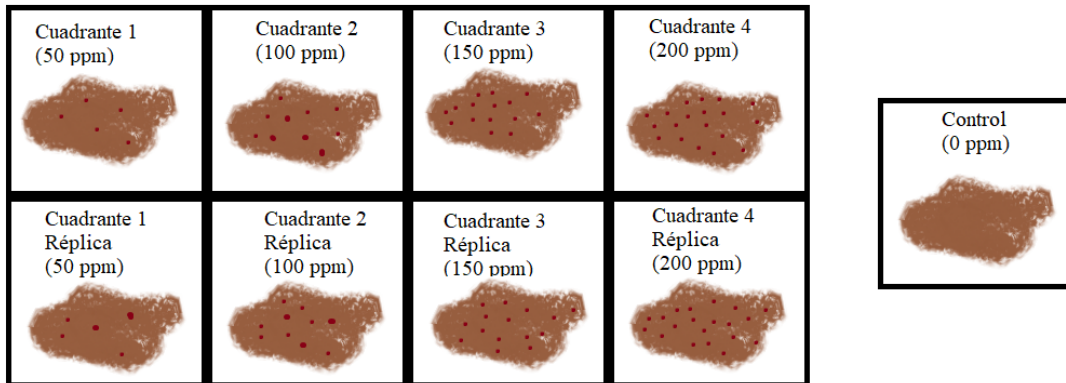 Cuadrante 1
(50 ppm)
Cuadrante 2
(100 ppm)
Cuadrante 3
(150 ppm)
Cuadrante 4
(200 ppm)
Control
(0 ppm)
Cuadrante 1
Réplica
(50 ppm)
Cuadrante 2
Réplica
(100 ppm)
Cuadrante 3
Réplica
(150 ppm)
Cuadrante 4
Réplica
(200 ppm)